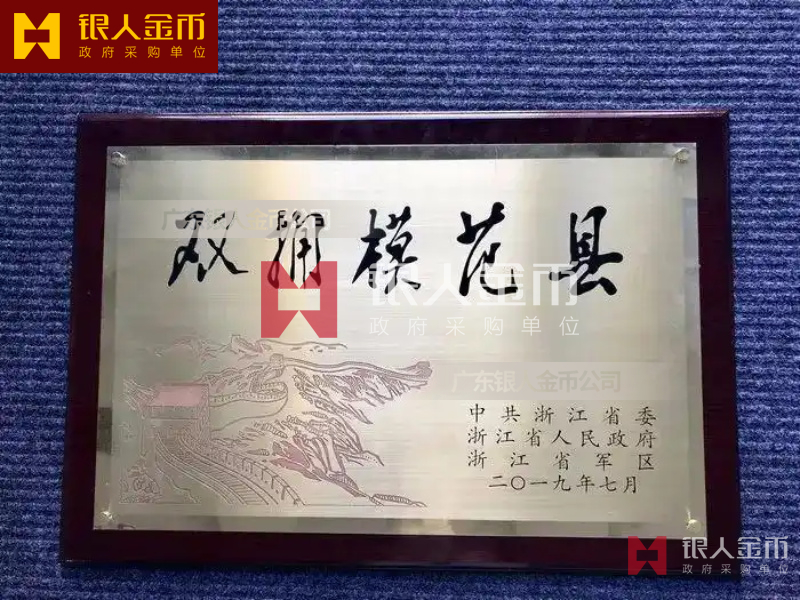 银人金币
政府采购单位
广东银人金币公司
双拥模范县
银人金币
政府采购单位
广东银人金币公司
中共浙江省委
浙江省人民政府
浙江省军区
二〇一九年七月
银人金币
政府采购单位